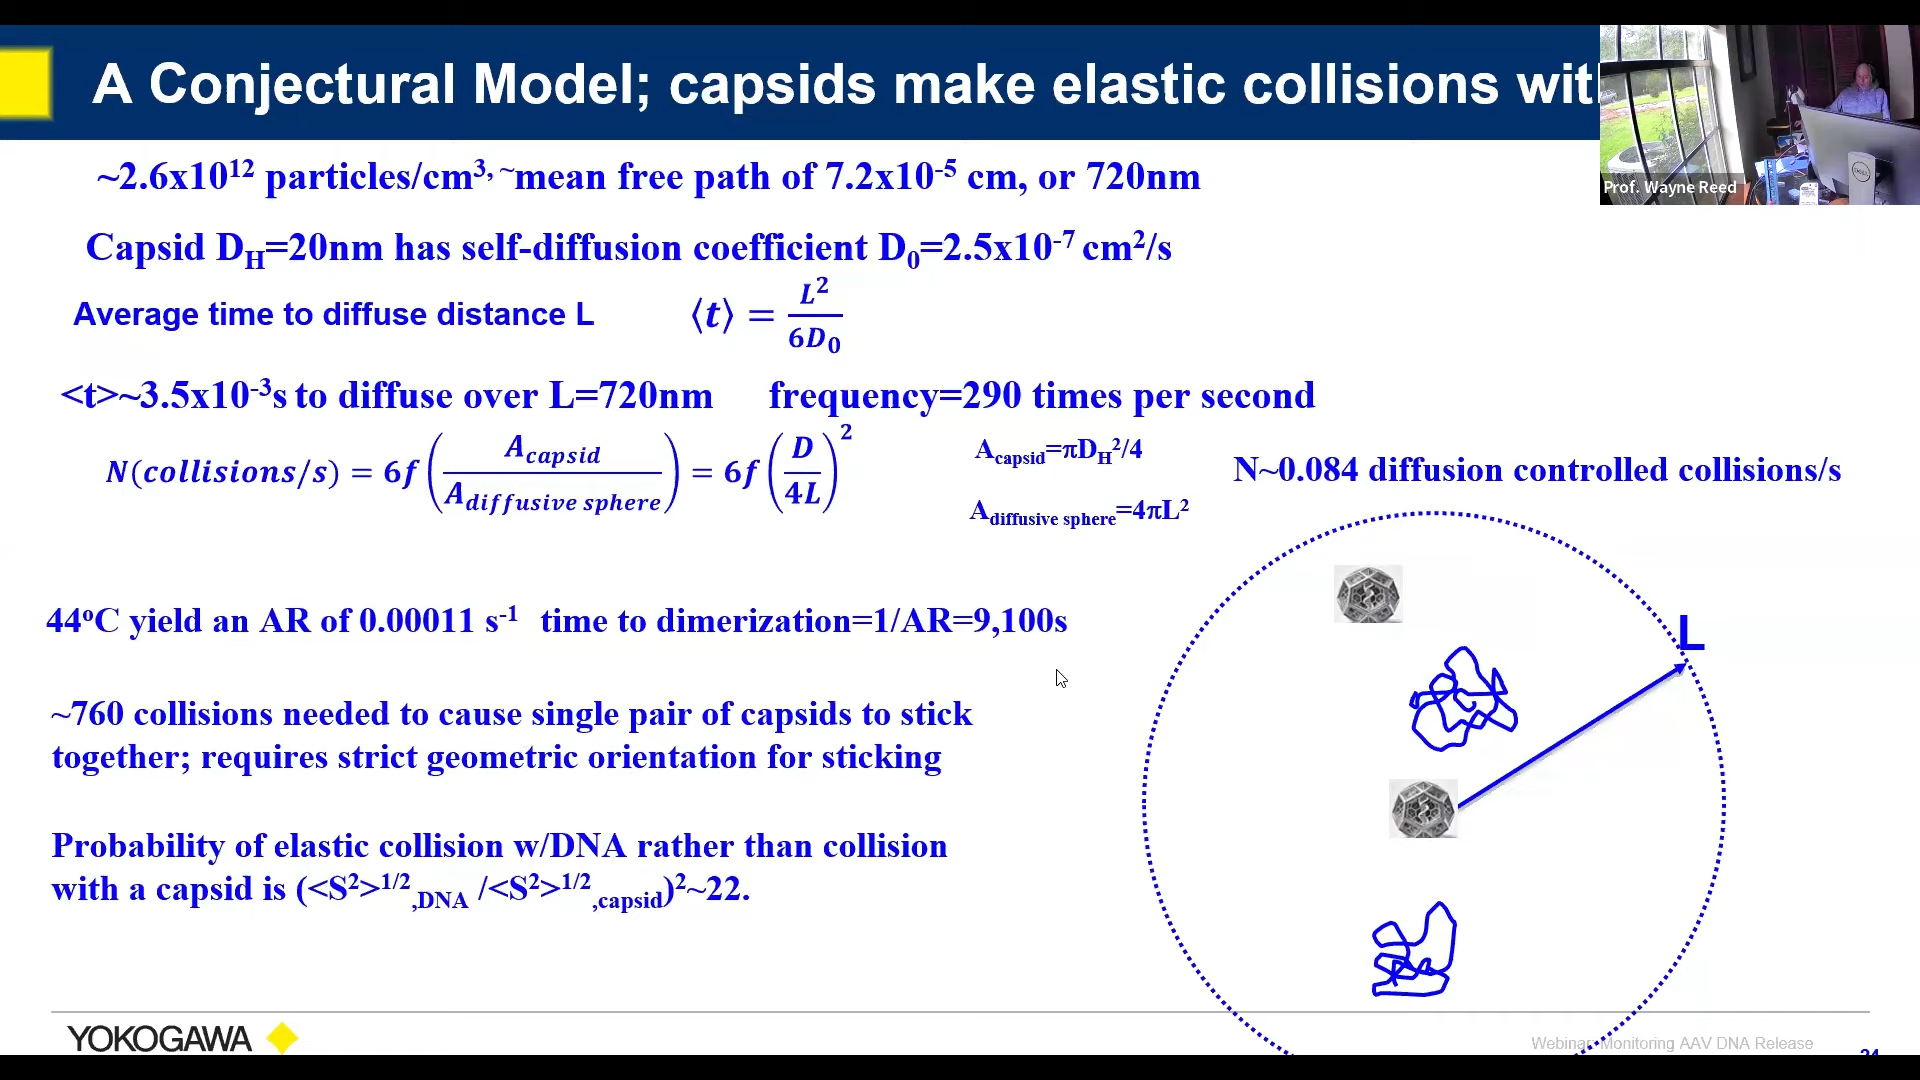 A Conjectural Model; capsids make elastic collisions wit
Prof. Wayne Reed
~2.6x10¹² particles/cm³, ~mean free path of 7.2x10⁻⁵ cm, or 720nm
Capsid D_H=20nm has self-diffusion coefficient D₀=2.5x10⁻⁷ cm²/s
Average time to diffuse distance L ⟨t⟩ = L²/6D₀
<t>~3.5x10⁻³s to diffuse over L=720nm frequency=290 times per second
N(collisions/s) = 6f(A_capsid/A_diffusive sphere) = 6f(D/4L)²
A_capsid=πD_H²/4
N~0.084 diffusion controlled collisions/s
A_diffusive sphere=4πL²
44ºC yield an AR of 0.00011 s⁻¹ time to dimerization=1/AR=9,100s
L
~760 collisions needed to cause single pair of capsids to stick
together; requires strict geometric orientation for sticking
Probability of elastic collision w/DNA rather than collision
with a capsid is (<S²>¹ᐟ²,DNA /<S²>¹ᐟ²,capsid)²~22.
YOKOGAWA
Webinar: Monitoring AAV DNA Release